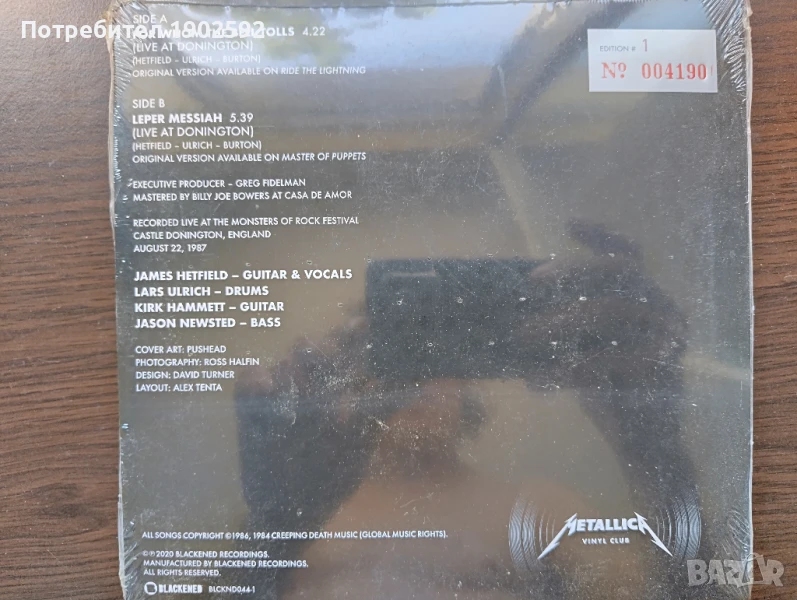 Потребител 1902592
SIDE A
4.22
(LIVE AT DONINGTON)
(HETFIELD – ULRICH – BURTON)
ORIGINAL VERSION AVAILABLE ON RIDE THE LIGHTNING
EDITION # 1
Nº 004190
SIDE B
LEPER MESSIAH 5.39
(LIVE AT DONINGTON)
(HETFIELD – ULRICH – BURTON)
ORIGINAL VERSION AVAILABLE ON MASTER OF PUPPETS
EXECUTIVE PRODUCER – GREG FIDELMAN
MASTERED BY BILLY JOE BOWERS AT CASA DE AMOR
RECORDED LIVE AT THE MONSTERS OF ROCK FESTIVAL
CASTLE DONINGTON, ENGLAND
AUGUST 22, 1987
JAMES HETFIELD – GUITAR & VOCALS
LARS ULRICH – DRUMS
KIRK HAMMETT – GUITAR
JASON NEWSTED – BASS
COVER ART: PUSHEAD
PHOTOGRAPHY: ROSS HALFIN
DESIGN: DAVID TURNER
LAYOUT: ALEX TENTA
ALL SONGS COPYRIGHT ©1986, 1984 CREEPING DEATH MUSIC (GLOBAL MUSIC RIGHTS).
©℗ 2020 BLACKENED RECORDINGS.
MANUFACTURED BY BLACKENED RECORDINGS.
ALL RIGHTS RESERVED.
BLACKENED BLCKND044-1
METALLICA
VINYL CLUB
BAZAR